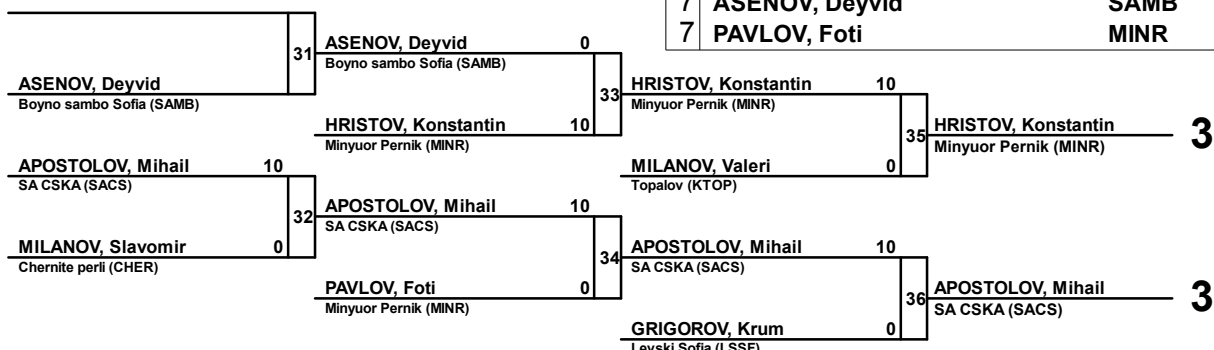 7 ASENOV, Deyvid SAMB
7 PAVLOV, Foti MINR
31
ASENOV, Deyvid 0
Boyno sambo Sofia (SAMB)
ASENOV, Deyvid
Boyno sambo Sofia (SAMB)
33
HRISTOV, Konstantin 10
Minyuor Pernik (MINR)
HRISTOV, Konstantin 10
Minyuor Pernik (MINR)
35
HRISTOV, Konstantin
Minyuor Pernik (MINR)
3
APOSTOLOV, Mihail 10
SA CSKA (SACS)
MILANOV, Valeri 0
Topalov (KTOP)
32
APOSTOLOV, Mihail 10
SA CSKA (SACS)
MILANOV, Slavomir 0
Chernite perli (CHER)
34
APOSTOLOV, Mihail 10
SA CSKA (SACS)
PAVLOV, Foti 0
Minyuor Pernik (MINR)
36
APOSTOLOV, Mihail
SA CSKA (SACS)
3
GRIGOROV, Krum 0
Levski Sofia (LSSF)